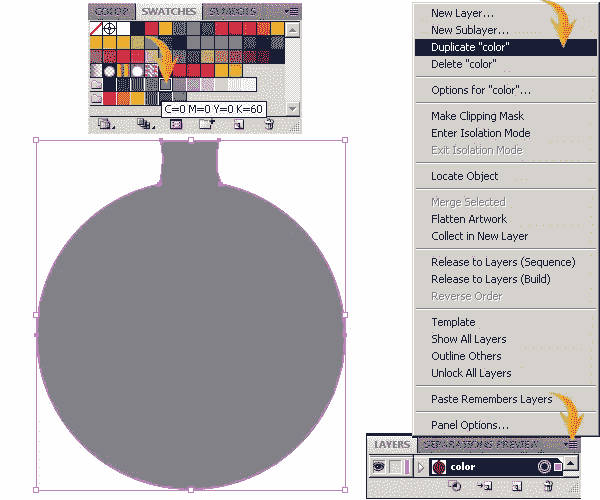 COLOR SWATCHES SYMBOLS
C=0 M=0 Y=0 K=60
New Layer...
New Sublayer...
Duplicate "color"
Delete "color"
Options for "color"...
Make Clipping Mask
Enter Isolation Mode
Exit Isolation Mode
Locate Object
Merge Selected
Flatten Artwork
Collect in New Layer
Release to Layers (Sequence)
Release to Layers (Build)
Reverse Order
Template
Show All Layers
Outline Others
Unlock All Layers
Paste Remembers Layers
Panel Options...
LAYERS SEPARATIONS PREVIEW
color